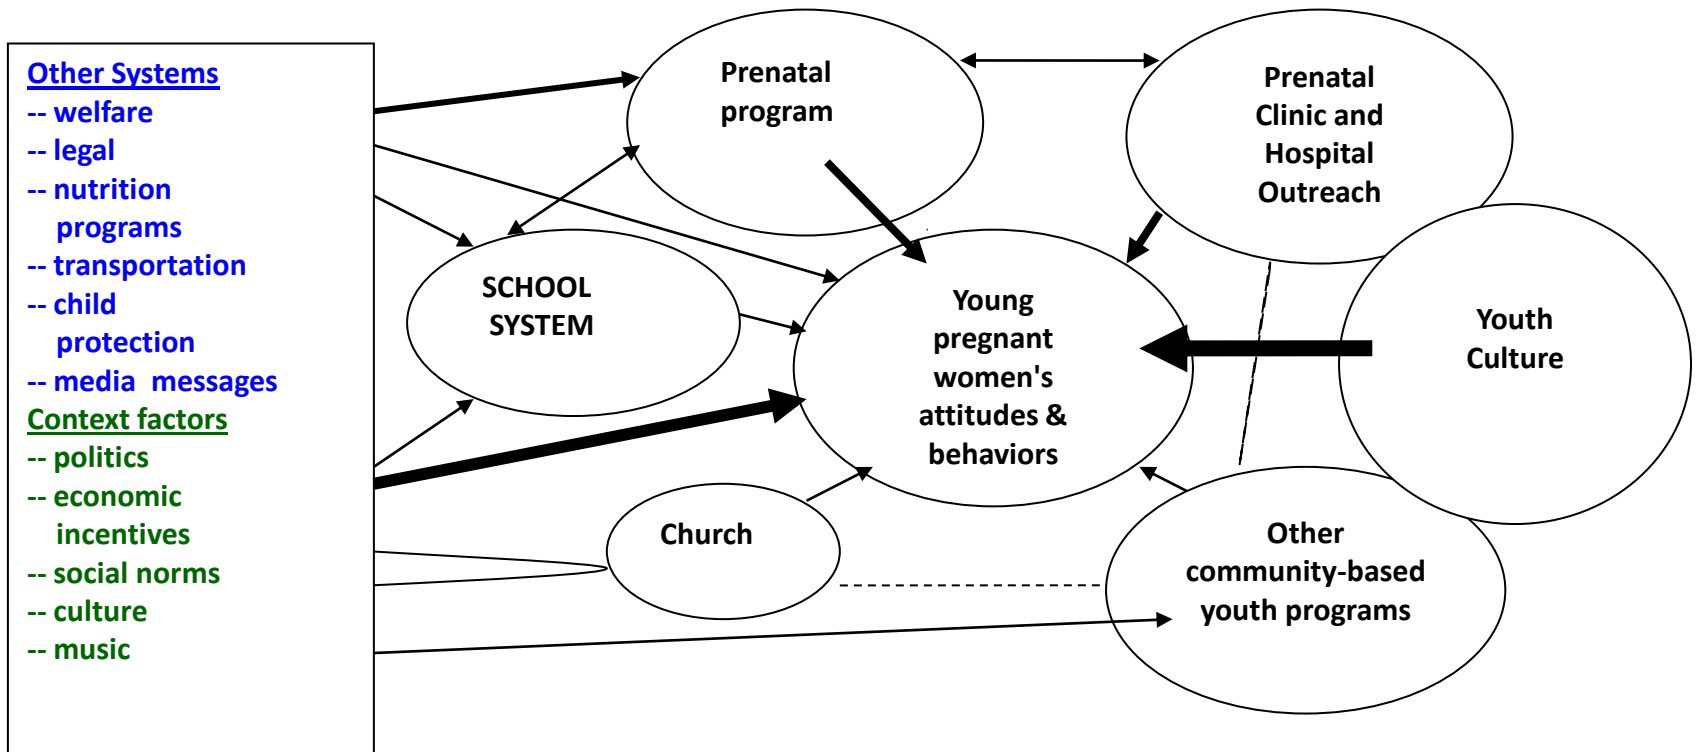 Other Systems
-- welfare
-- legal
-- nutrition
programs
-- transportation
-- child
protection
-- media  messages
Context factors
-- politics
-- economic
incentives
-- social norms
-- culture
-- music
Prenatal
program
Prenatal
Clinic and
Hospital
Outreach
SCHOOL
SYSTEM
Young
pregnant
women's
attitudes &
behaviors
Youth
Culture
Church
Other
community-based
youth programs